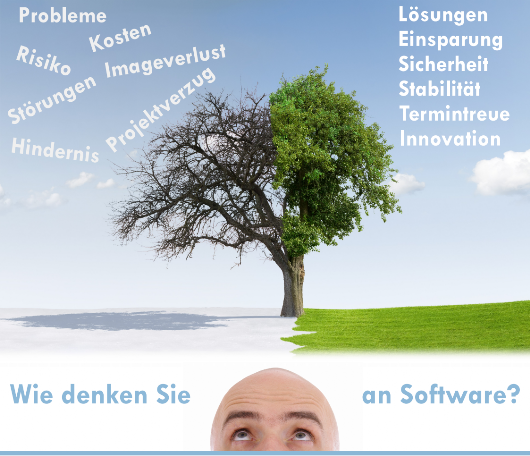 Probleme
Kosten
Risiko
Imageverlust
Störungen
Projektverzug
Hindernis
Lösungen
Einsparung
Sicherheit
Stabilität
Termintreue
Innovation
Wie denken Sie an Software?